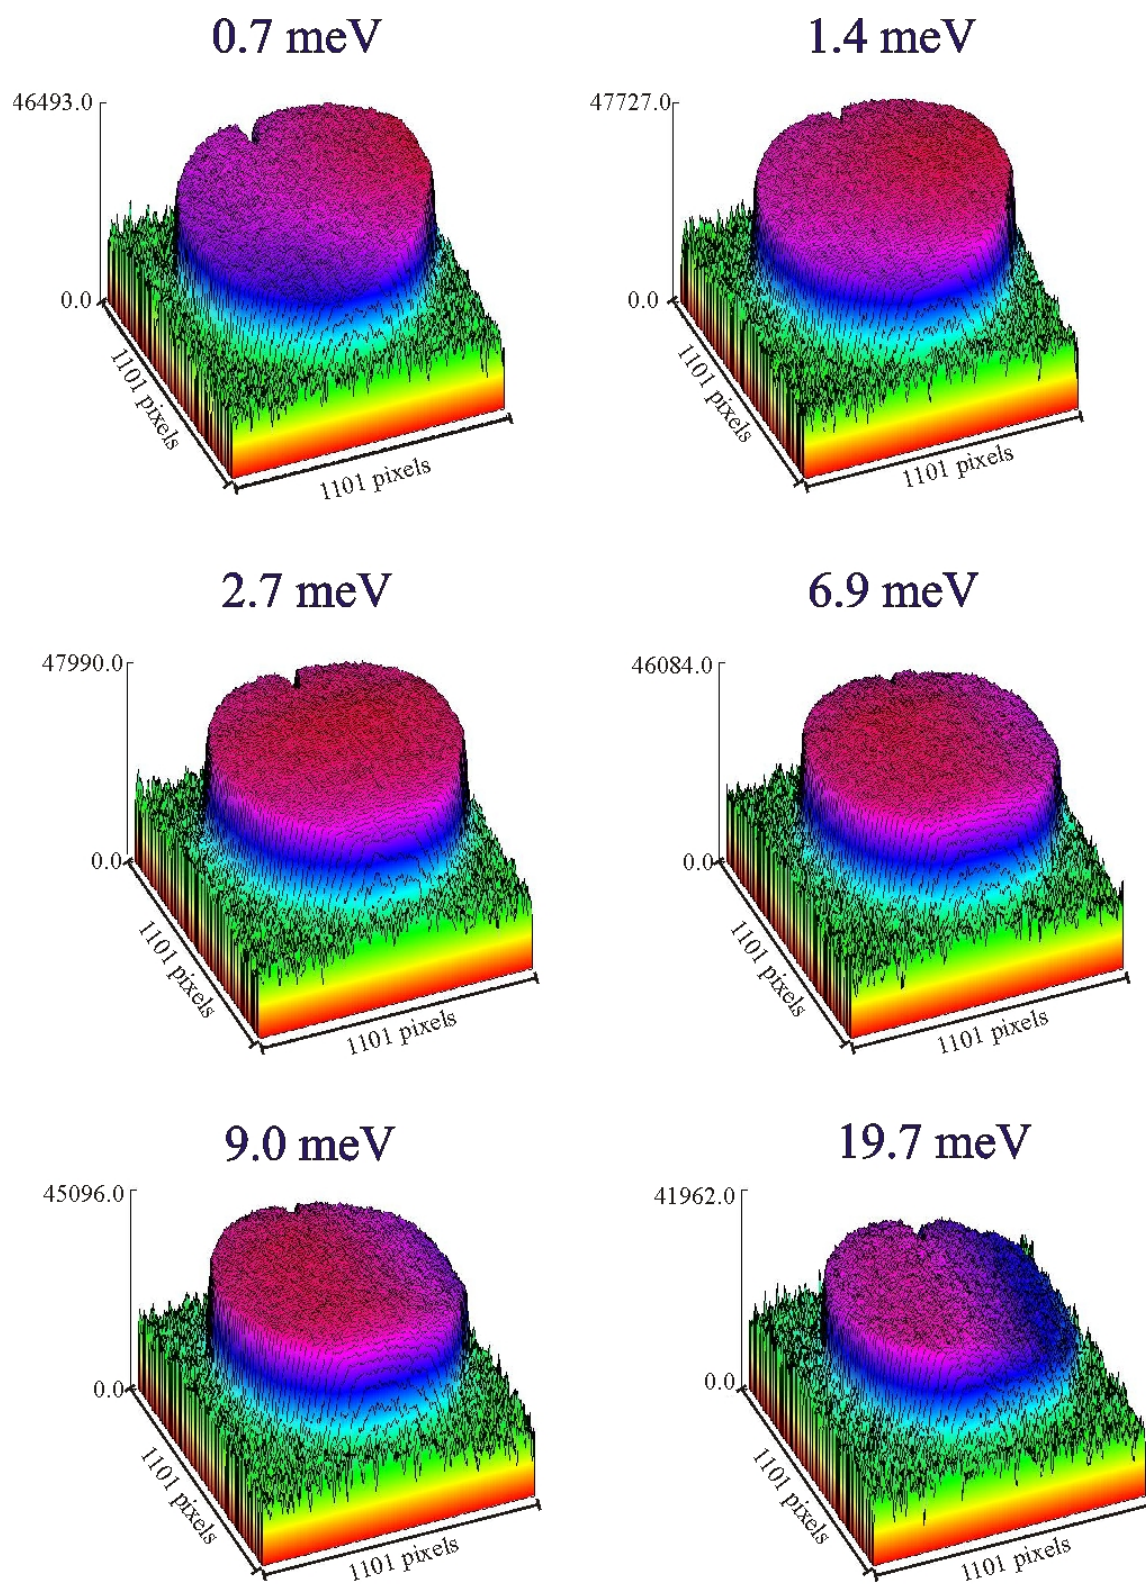 0.7 meV
46493.0
0.0
1101 pixels
1101 pixels
1.4 meV
47727.0
0.0
1101 pixels
1101 pixels
2.7 meV
47990.0
0.0
1101 pixels
1101 pixels
6.9 meV
46084.0
0.0
1101 pixels
1101 pixels
9.0 meV
45096.0
0.0
1101 pixels
1101 pixels
19.7 meV
41962.0
0.0
1101 pixels
1101 pixels